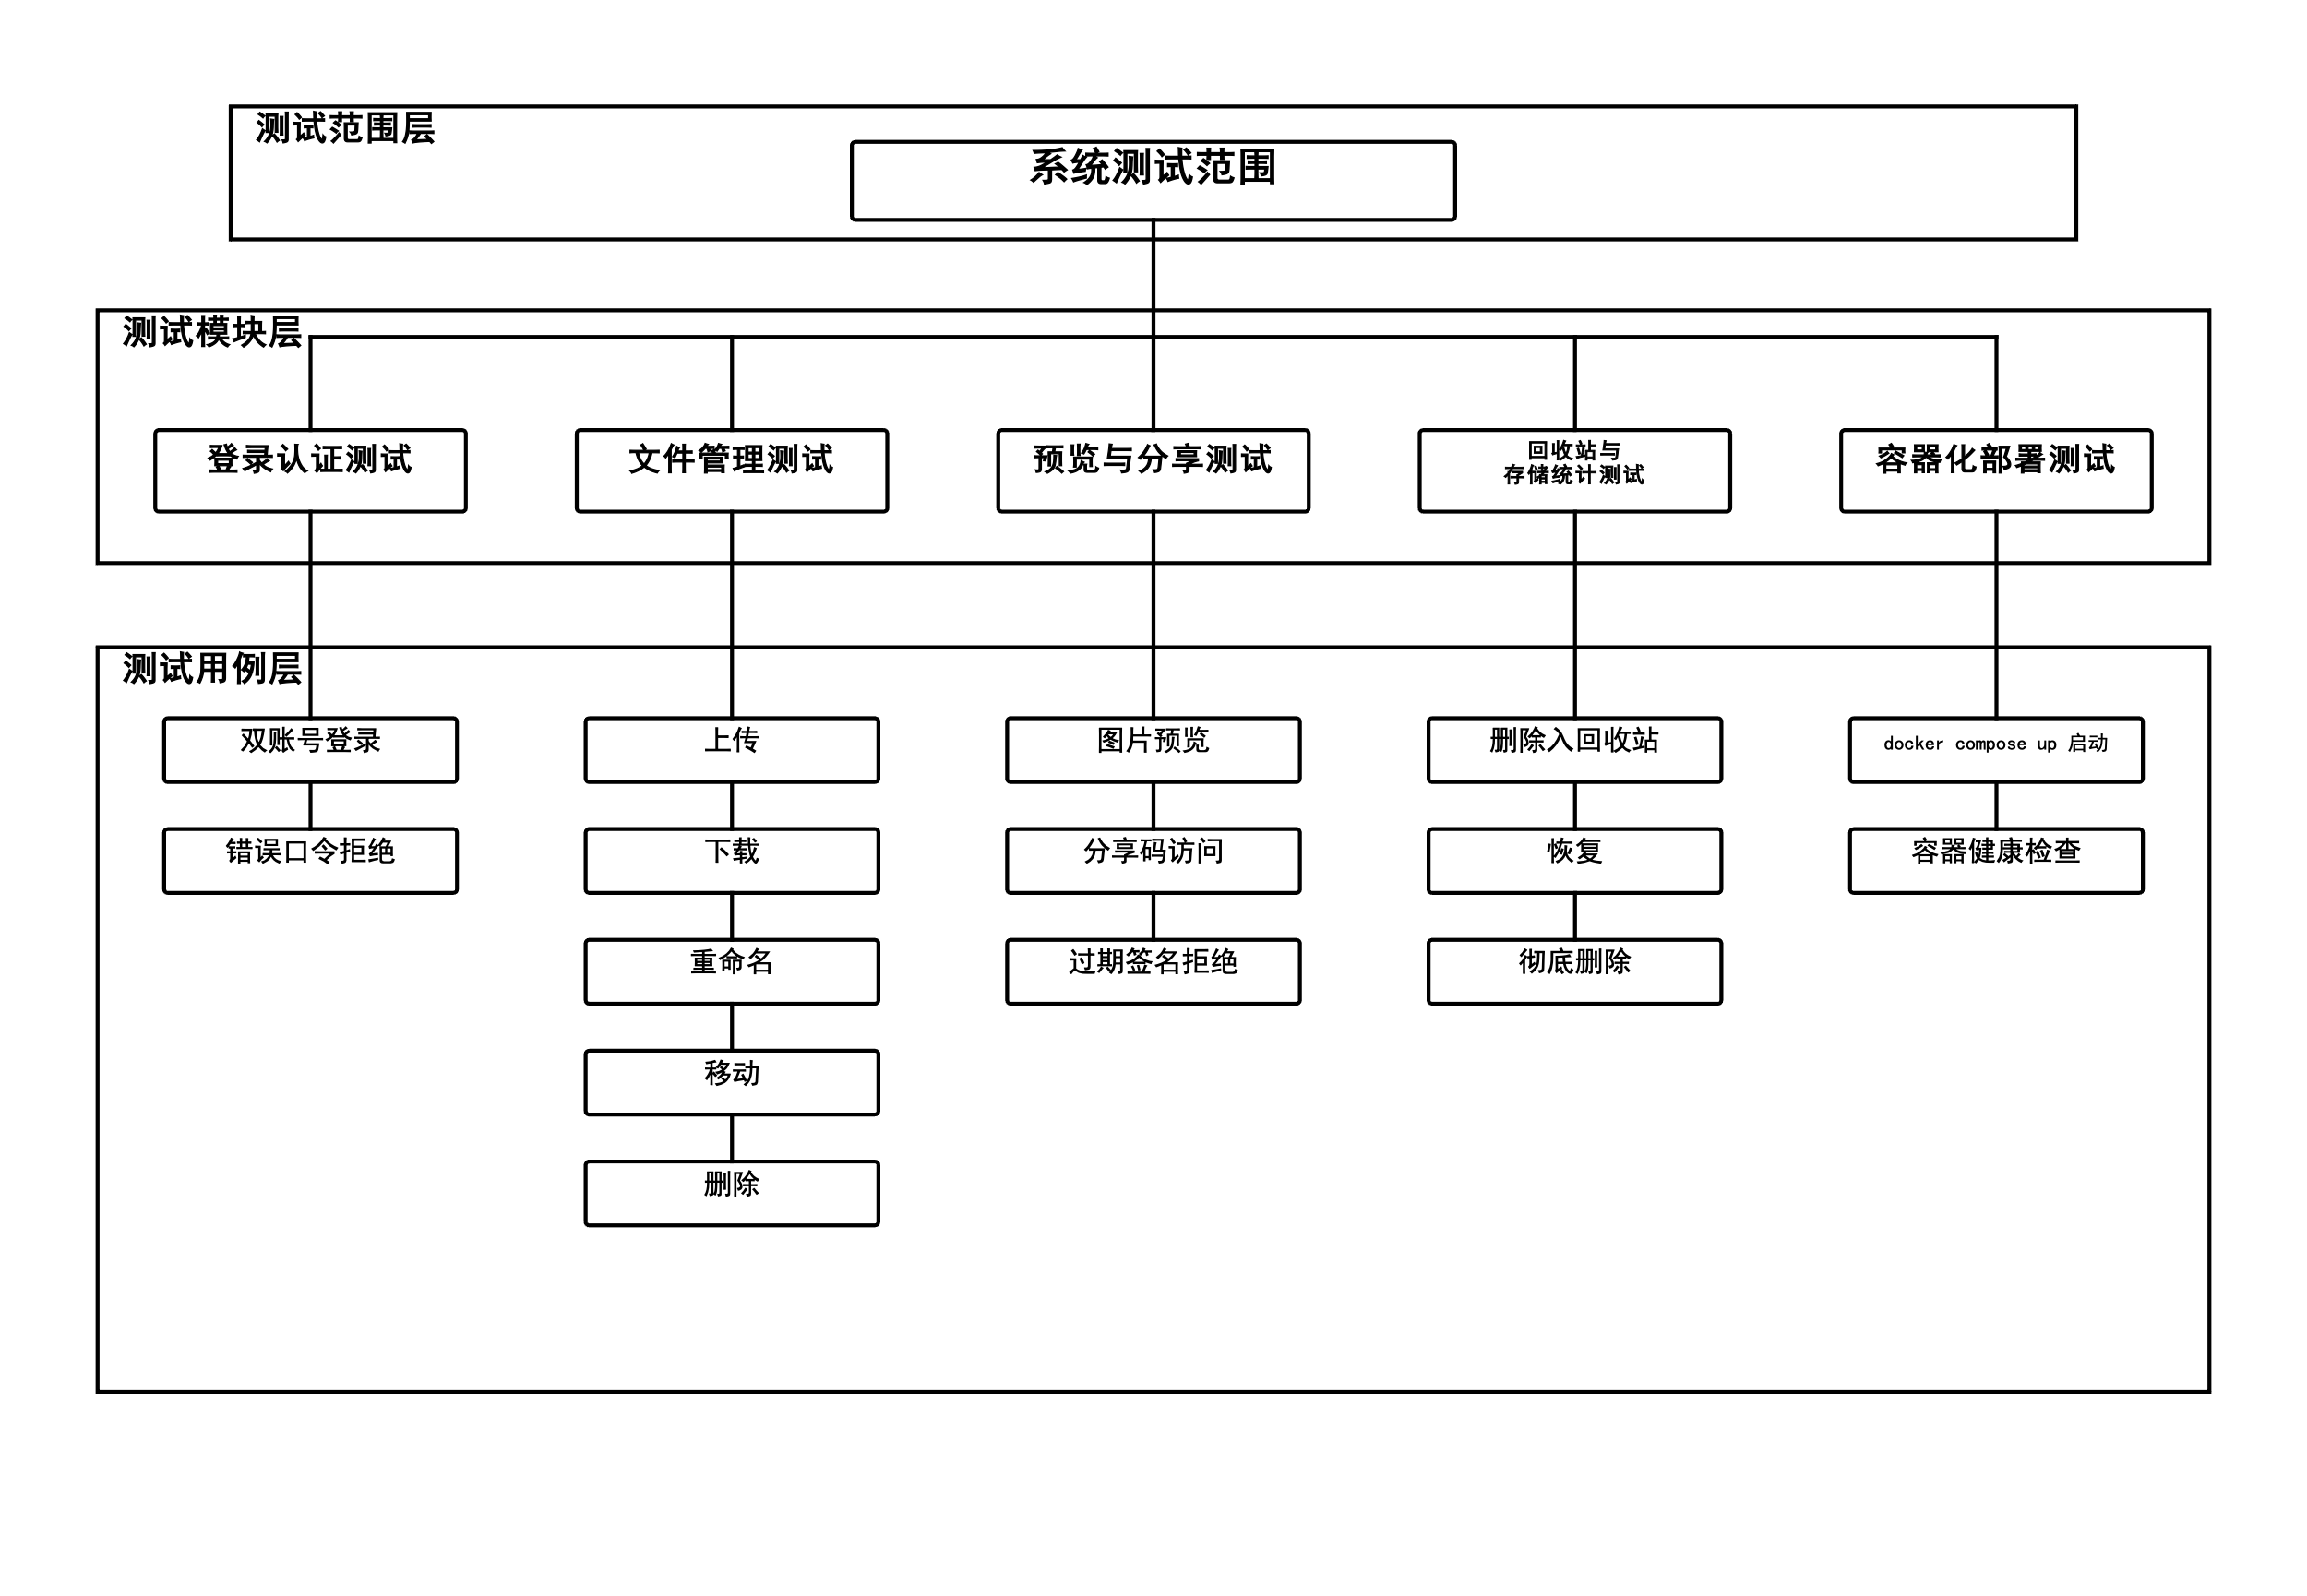 测试范围层
系统测试范围
测试模块层
登录认证测试
文件管理测试
预览与分享测试
回收站与
存储统计测试
容器化部署测试
测试用例层
双账号登录
错误口令拒绝
上传
下载
重命名
移动
删除
图片预览
分享码访问
过期签名拒绝
删除入回收站
恢复
彻底删除
docker compose up 启动
容器健康检查